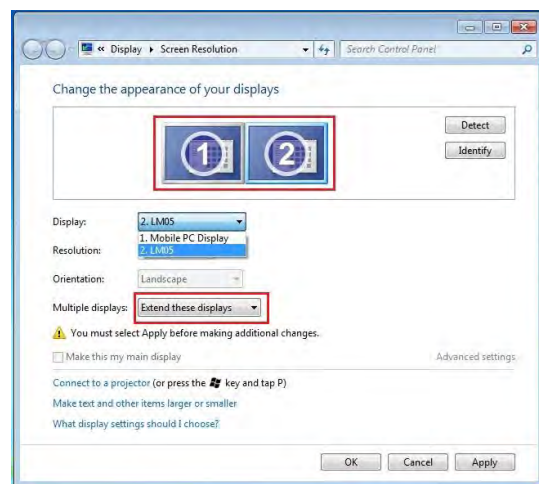 « Display ▸ Screen Resolution
Search Control Panel
Change the appearance of your displays
1
2
Detect
Identify
Display:
2. LM05
1. Mobile PC Display
2. LM05
Resolution:
Orientation:
Landscape
Multiple displays:
Extend these displays
You must select Apply before making additional changes.
Make this my main display
Advanced settings
Connect to a projector (or press the key and tap P)
Make text and other items larger or smaller
What display settings should I choose?
OK
Cancel
Apply